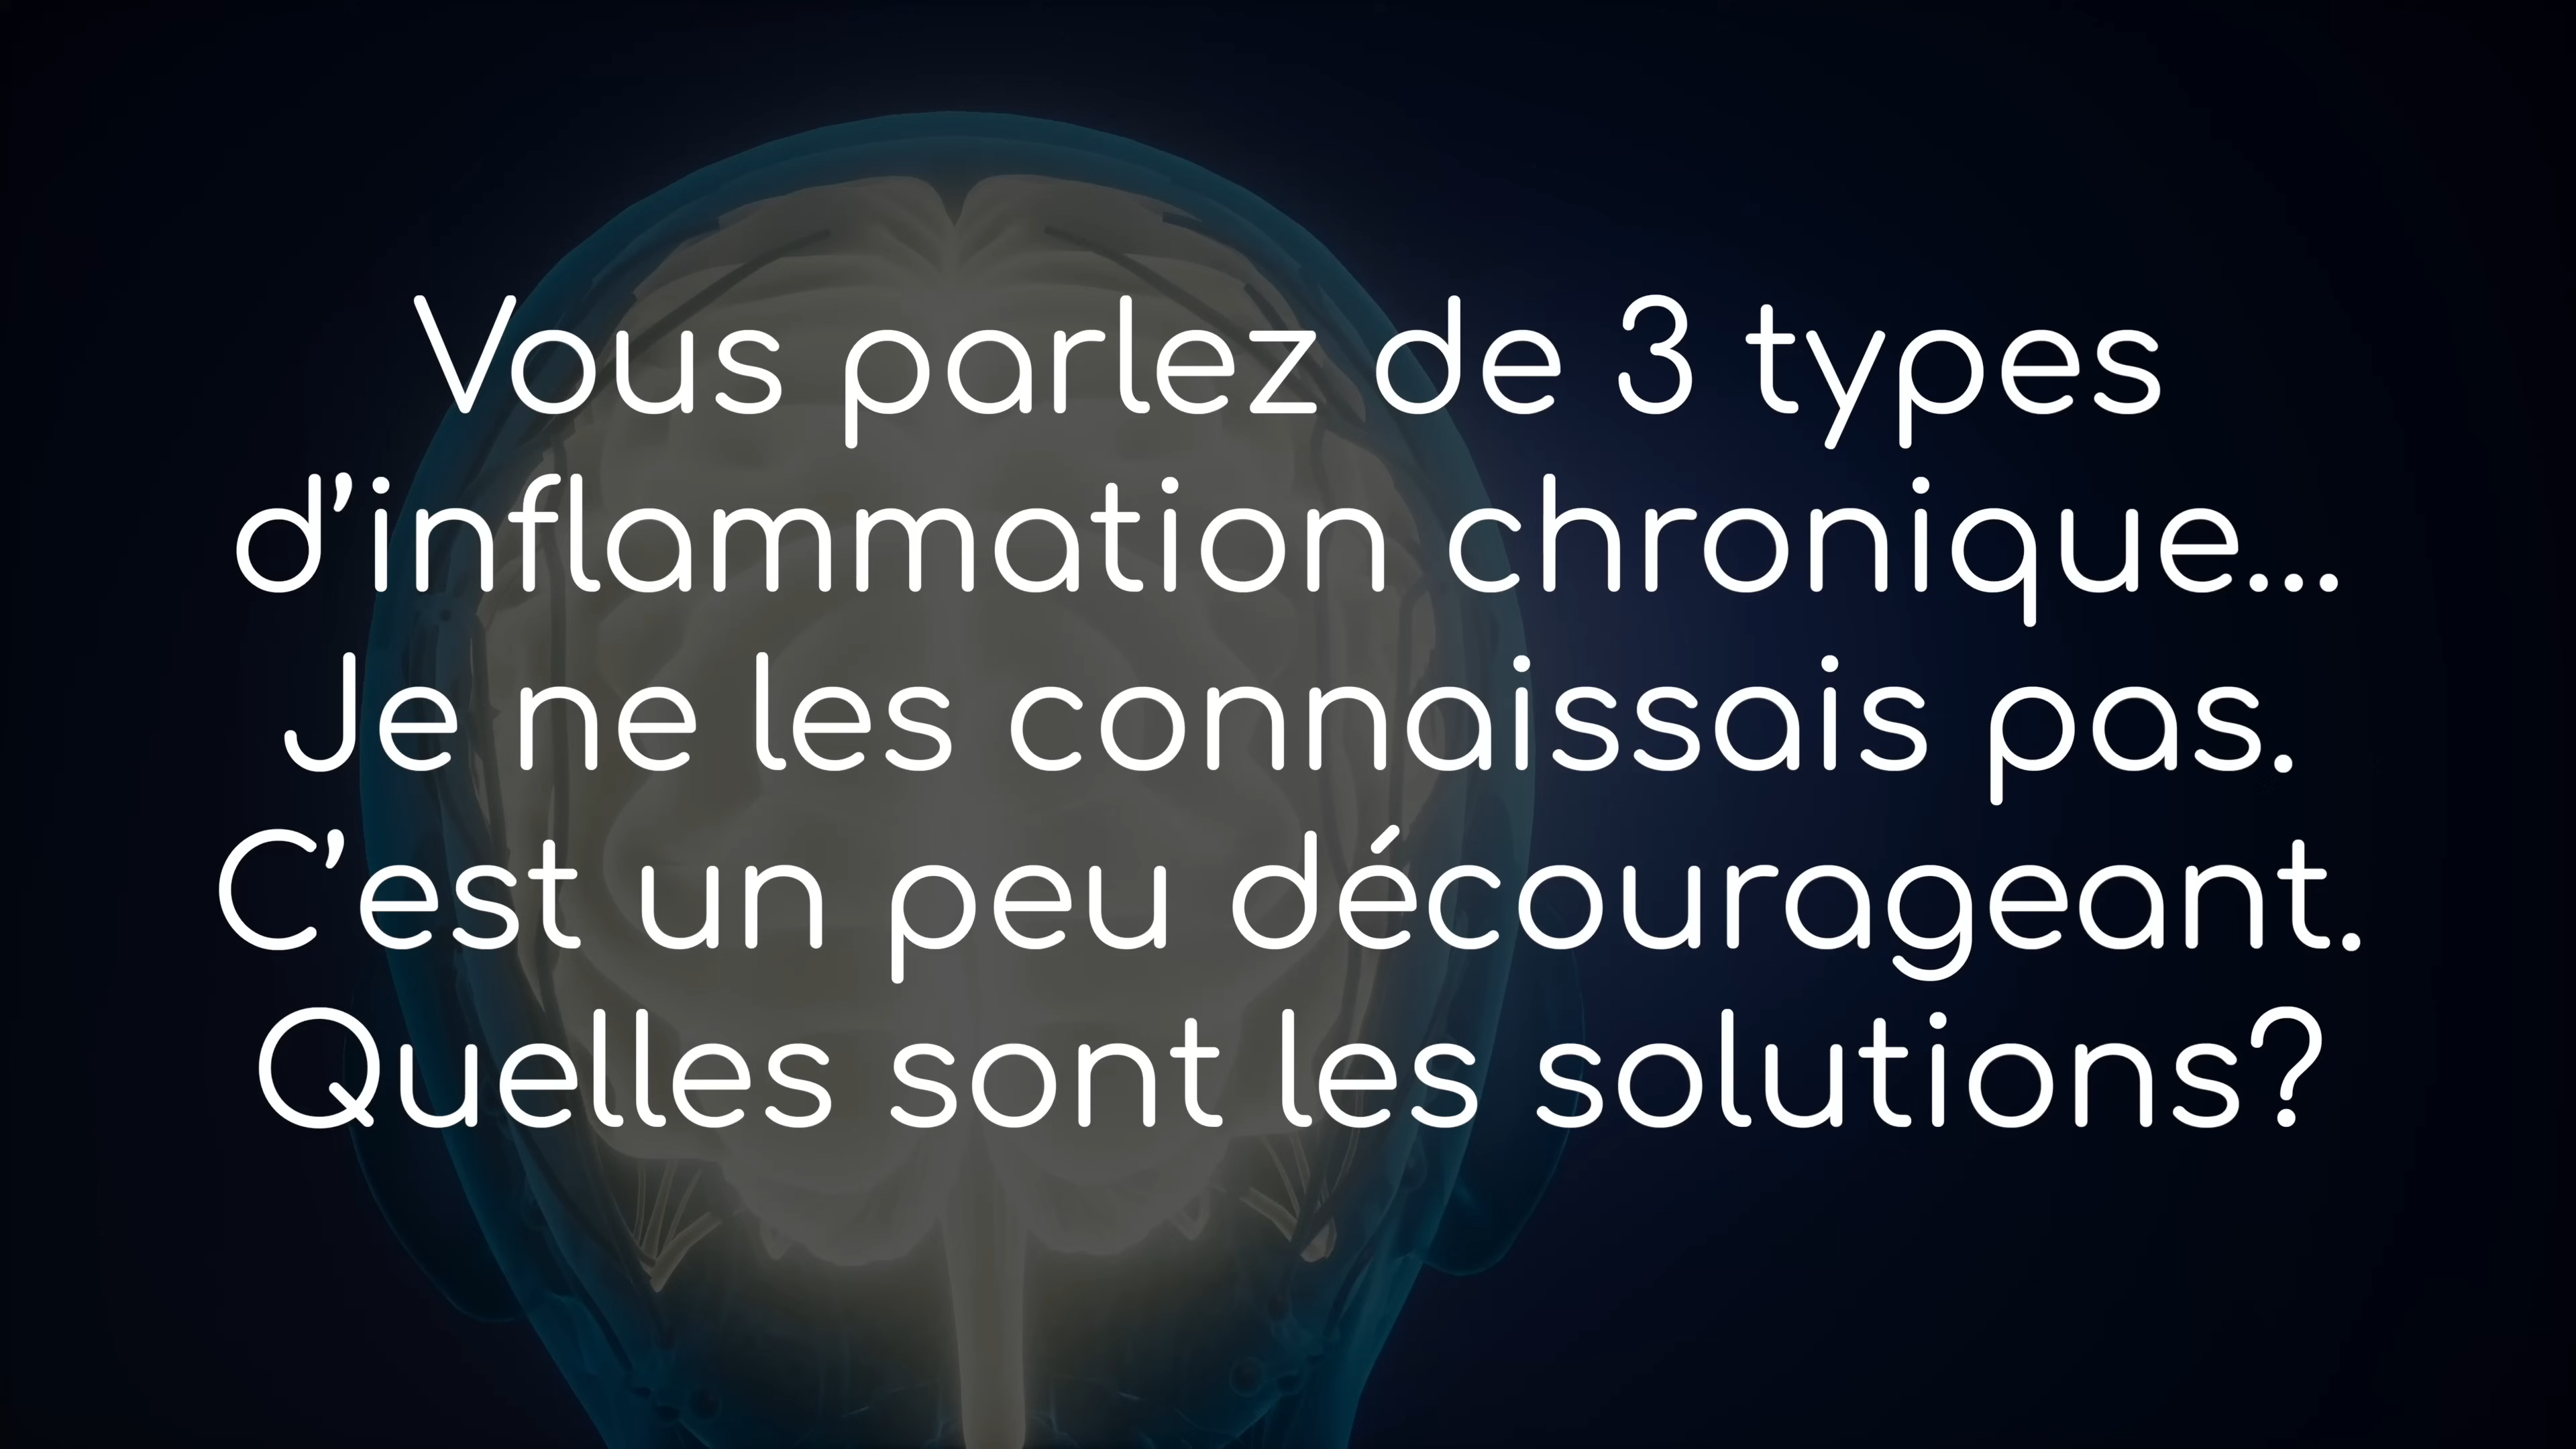 Vous parlez de 3 types
d’inflammation chronique...
Je ne les connaissais pas.
C’est un peu décourageant.
Quelles sont les solutions?